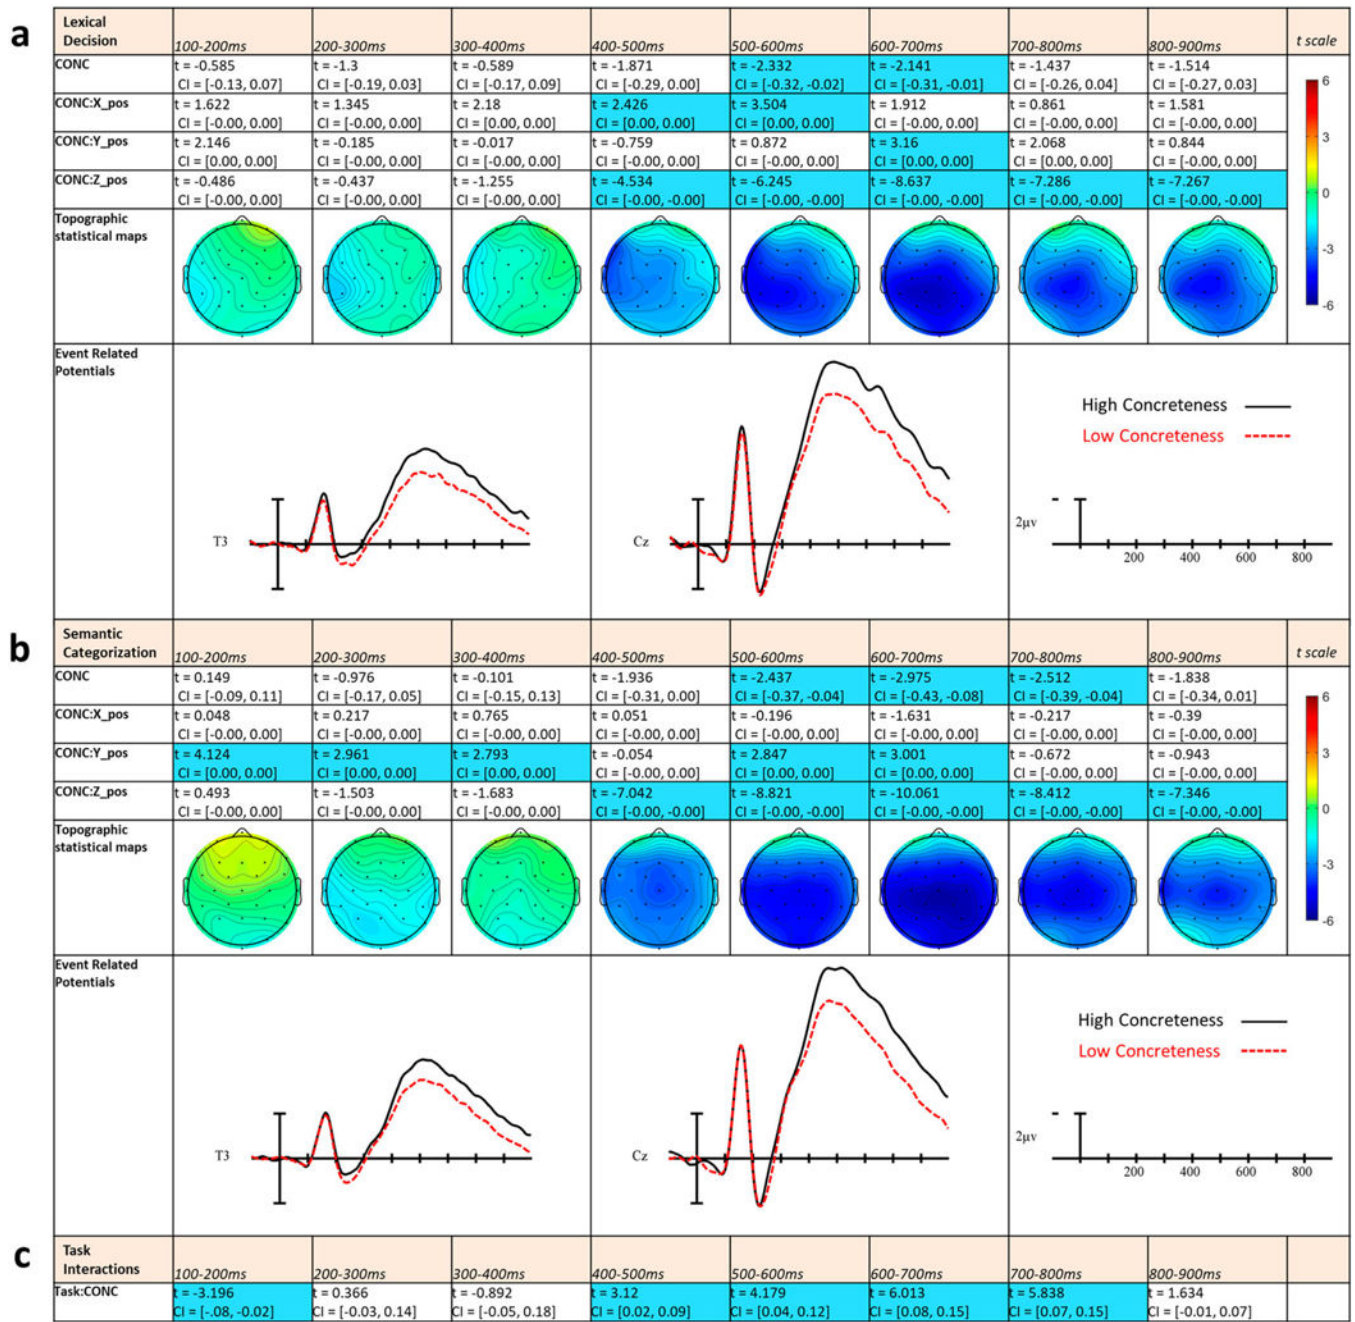 a
Lexical
Decision
100-200ms 200-300ms 300-400ms 400-500ms 500-600ms 600-700ms 700-800ms 800-900ms t scale
CONC t = -0.585 t = -1.3 t = -0.589 t = -1.871 t = -2.332 t = -2.141 t = -1.437 t = -1.514
CI = [-0.13, 0.07] CI = [-0.19, 0.03] CI = [-0.17, 0.09] CI = [-0.29, 0.00] CI = [-0.32, -0.02] CI = [-0.31, -0.01] CI = [-0.26, 0.04] CI = [-0.27, 0.03]
CONC:X_pos t = 1.622 t = 1.345 t = 2.18 t = 2.426 t = 3.504 t = 1.912 t = 0.861 t = 1.581
CI = [-0.00, 0.00] CI = [-0.00, 0.00] CI = [0.00, 0.00] CI = [0.00, 0.00] CI = [0.00, 0.00] CI = [-0.00, 0.00] CI = [-0.00, 0.00] CI = [-0.00, 0.00]
CONC:Y_pos t = 2.146 t = -0.185 t = -0.017 t = -0.759 t = 0.872 t = 3.16 t = 2.068 t = 0.844
CI = [0.00, 0.00] CI = [-0.00, 0.00] CI = [-0.00, 0.00] CI = [-0.00, 0.00] CI = [-0.00, 0.00] CI = [0.00, 0.00] CI = [0.00, 0.00] CI = [-0.00, 0.00]
CONC:Z_pos t = -0.486 t = -0.437 t = -1.255 t = -4.534 t = -6.245 t = -8.637 t = -7.286 t = -7.267
CI = [-0.00, 0.00] CI = [-0.00, 0.00] CI = [-0.00, 0.00] CI = [-0.00, -0.00] CI = [-0.00, -0.00] CI = [-0.00, -0.00] CI = [-0.00, -0.00] CI = [-0.00, -0.00]
Topographic
statistical maps
6
3
0
-3
-6
Event Related
Potentials
T3
Cz
High Concreteness
Low Concreteness
2μv
200 400 600 800
b
Semantic
Categorization
100-200ms 200-300ms 300-400ms 400-500ms 500-600ms 600-700ms 700-800ms 800-900ms t scale
CONC t = 0.149 t = -0.976 t = -0.101 t = -1.936 t = -2.437 t = -2.975 t = -2.512 t = -1.838
CI = [-0.09, 0.11] CI = [-0.17, 0.05] CI = [-0.15, 0.13] CI = [-0.31, 0.00] CI = [-0.37, -0.04] CI = [-0.43, -0.08] CI = [-0.39, -0.04] CI = [-0.34, 0.01]
CONC:X_pos t = 0.048 t = 0.217 t = 0.765 t = 0.051 t = -0.196 t = -1.631 t = -0.217 t = -0.39
CI = [-0.00, 0.00] CI = [-0.00, 0.00] CI = [-0.00, 0.00] CI = [-0.00, 0.00] CI = [-0.00, 0.00] CI = [-0.00, 0.00] CI = [-0.00, 0.00] CI = [-0.00, 0.00]
CONC:Y_pos t = 4.124 t = 2.961 t = 2.793 t = -0.054 t = 2.847 t = 3.001 t = -0.672 t = -0.943
CI = [0.00, 0.00] CI = [0.00, 0.00] CI = [0.00, 0.00] CI = [-0.00, 0.00] CI = [0.00, 0.00] CI = [0.00, 0.00] CI = [-0.00, 0.00] CI = [-0.00, 0.00]
CONC:Z_pos t = 0.493 t = -1.503 t = -1.683 t = -7.042 t = -8.821 t = -10.061 t = -8.412 t = -7.346
CI = [-0.00, 0.00] CI = [-0.00, 0.00] CI = [-0.00, 0.00] CI = [-0.00, -0.00] CI = [-0.00, -0.00] CI = [-0.00, -0.00] CI = [-0.00, -0.00] CI = [-0.00, -0.00]
Topographic
statistical maps
6
3
0
-3
-6
Event Related
Potentials
T3
Cz
High Concreteness
Low Concreteness
2μv
200 400 600 800
c
Task
Interactions
100-200ms 200-300ms 300-400ms 400-500ms 500-600ms 600-700ms 700-800ms 800-900ms
Task:CONC t = -3.196 t = 0.366 t = -0.892 t = 3.12 t = 4.179 t = 6.013 t = 5.838 t = 1.634
CI = [-.08, -0.02] CI = [-0.03, 0.14] CI = [-0.05, 0.18] CI = [0.02, 0.09] CI = [0.04, 0.12] CI = [0.08, 0.15] CI = [0.07, 0.15] CI = [-0.01, 0.07]